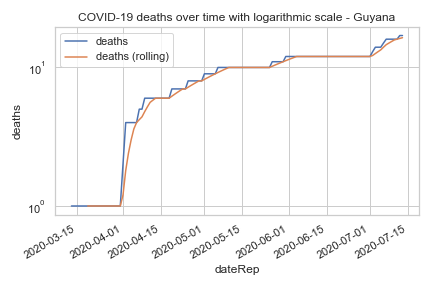 COVID-19 deaths over time with logarithmic scale - Guyana
deaths
deaths (rolling)
10¹
10⁰
deaths
2020-03-15
2020-04-01
2020-04-15
2020-05-01
2020-05-15
2020-06-01
2020-06-15
2020-07-01
2020-07-15
dateRep